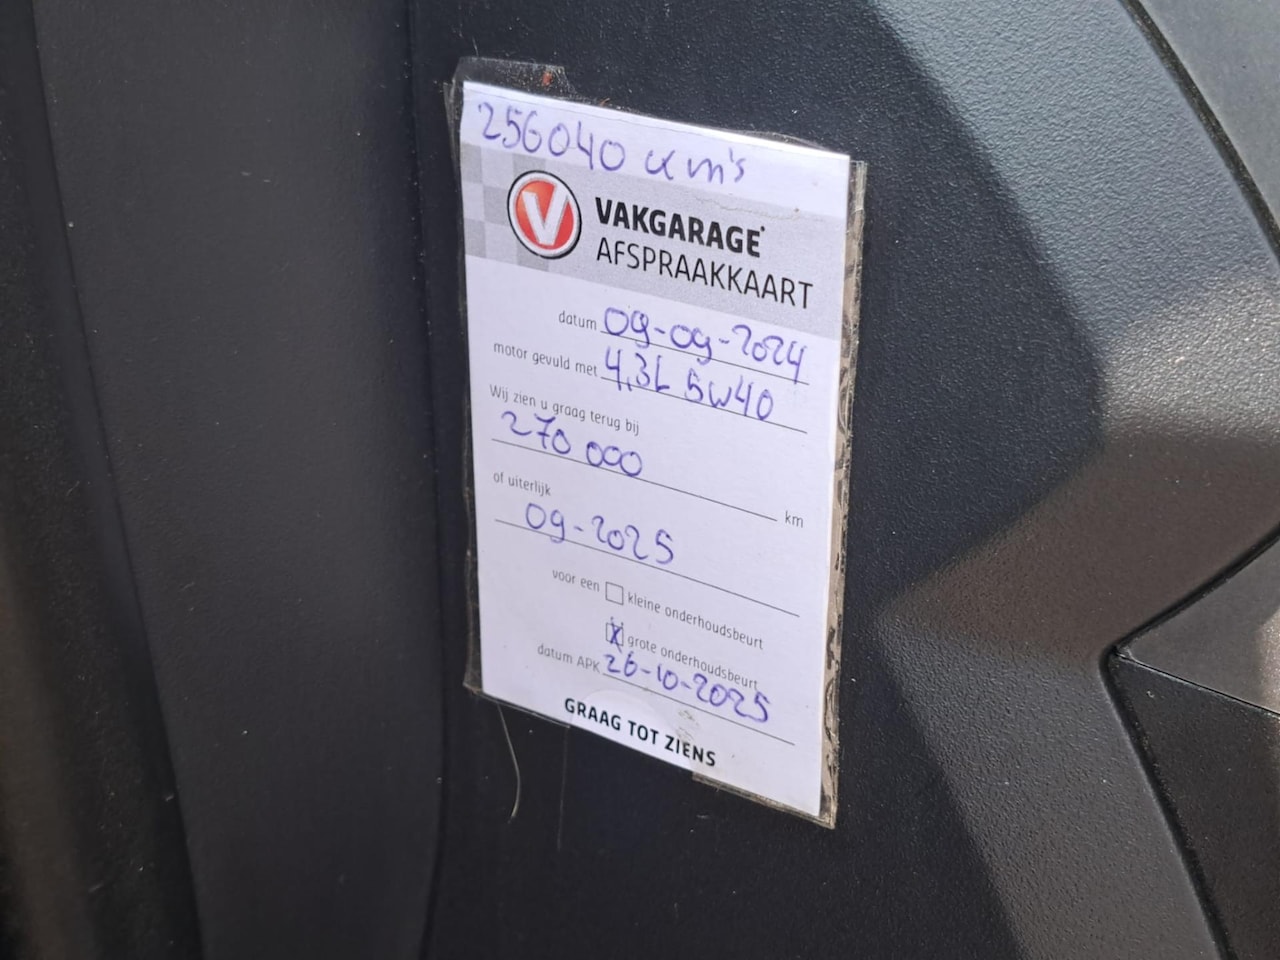 256040 km's
V VAKGARAGE
AFSPRAAKKAART
datum 09-09-2024
motor gevuld met 4,3L 5W40
Wij zien u graag terug bij
270 000 km
of uiterlijk
09-2025
voor een kleine onderhoudsbeurt
X grote onderhoudsbeurt
datum APK 26-10-2025
GRAAG TOT ZIENS